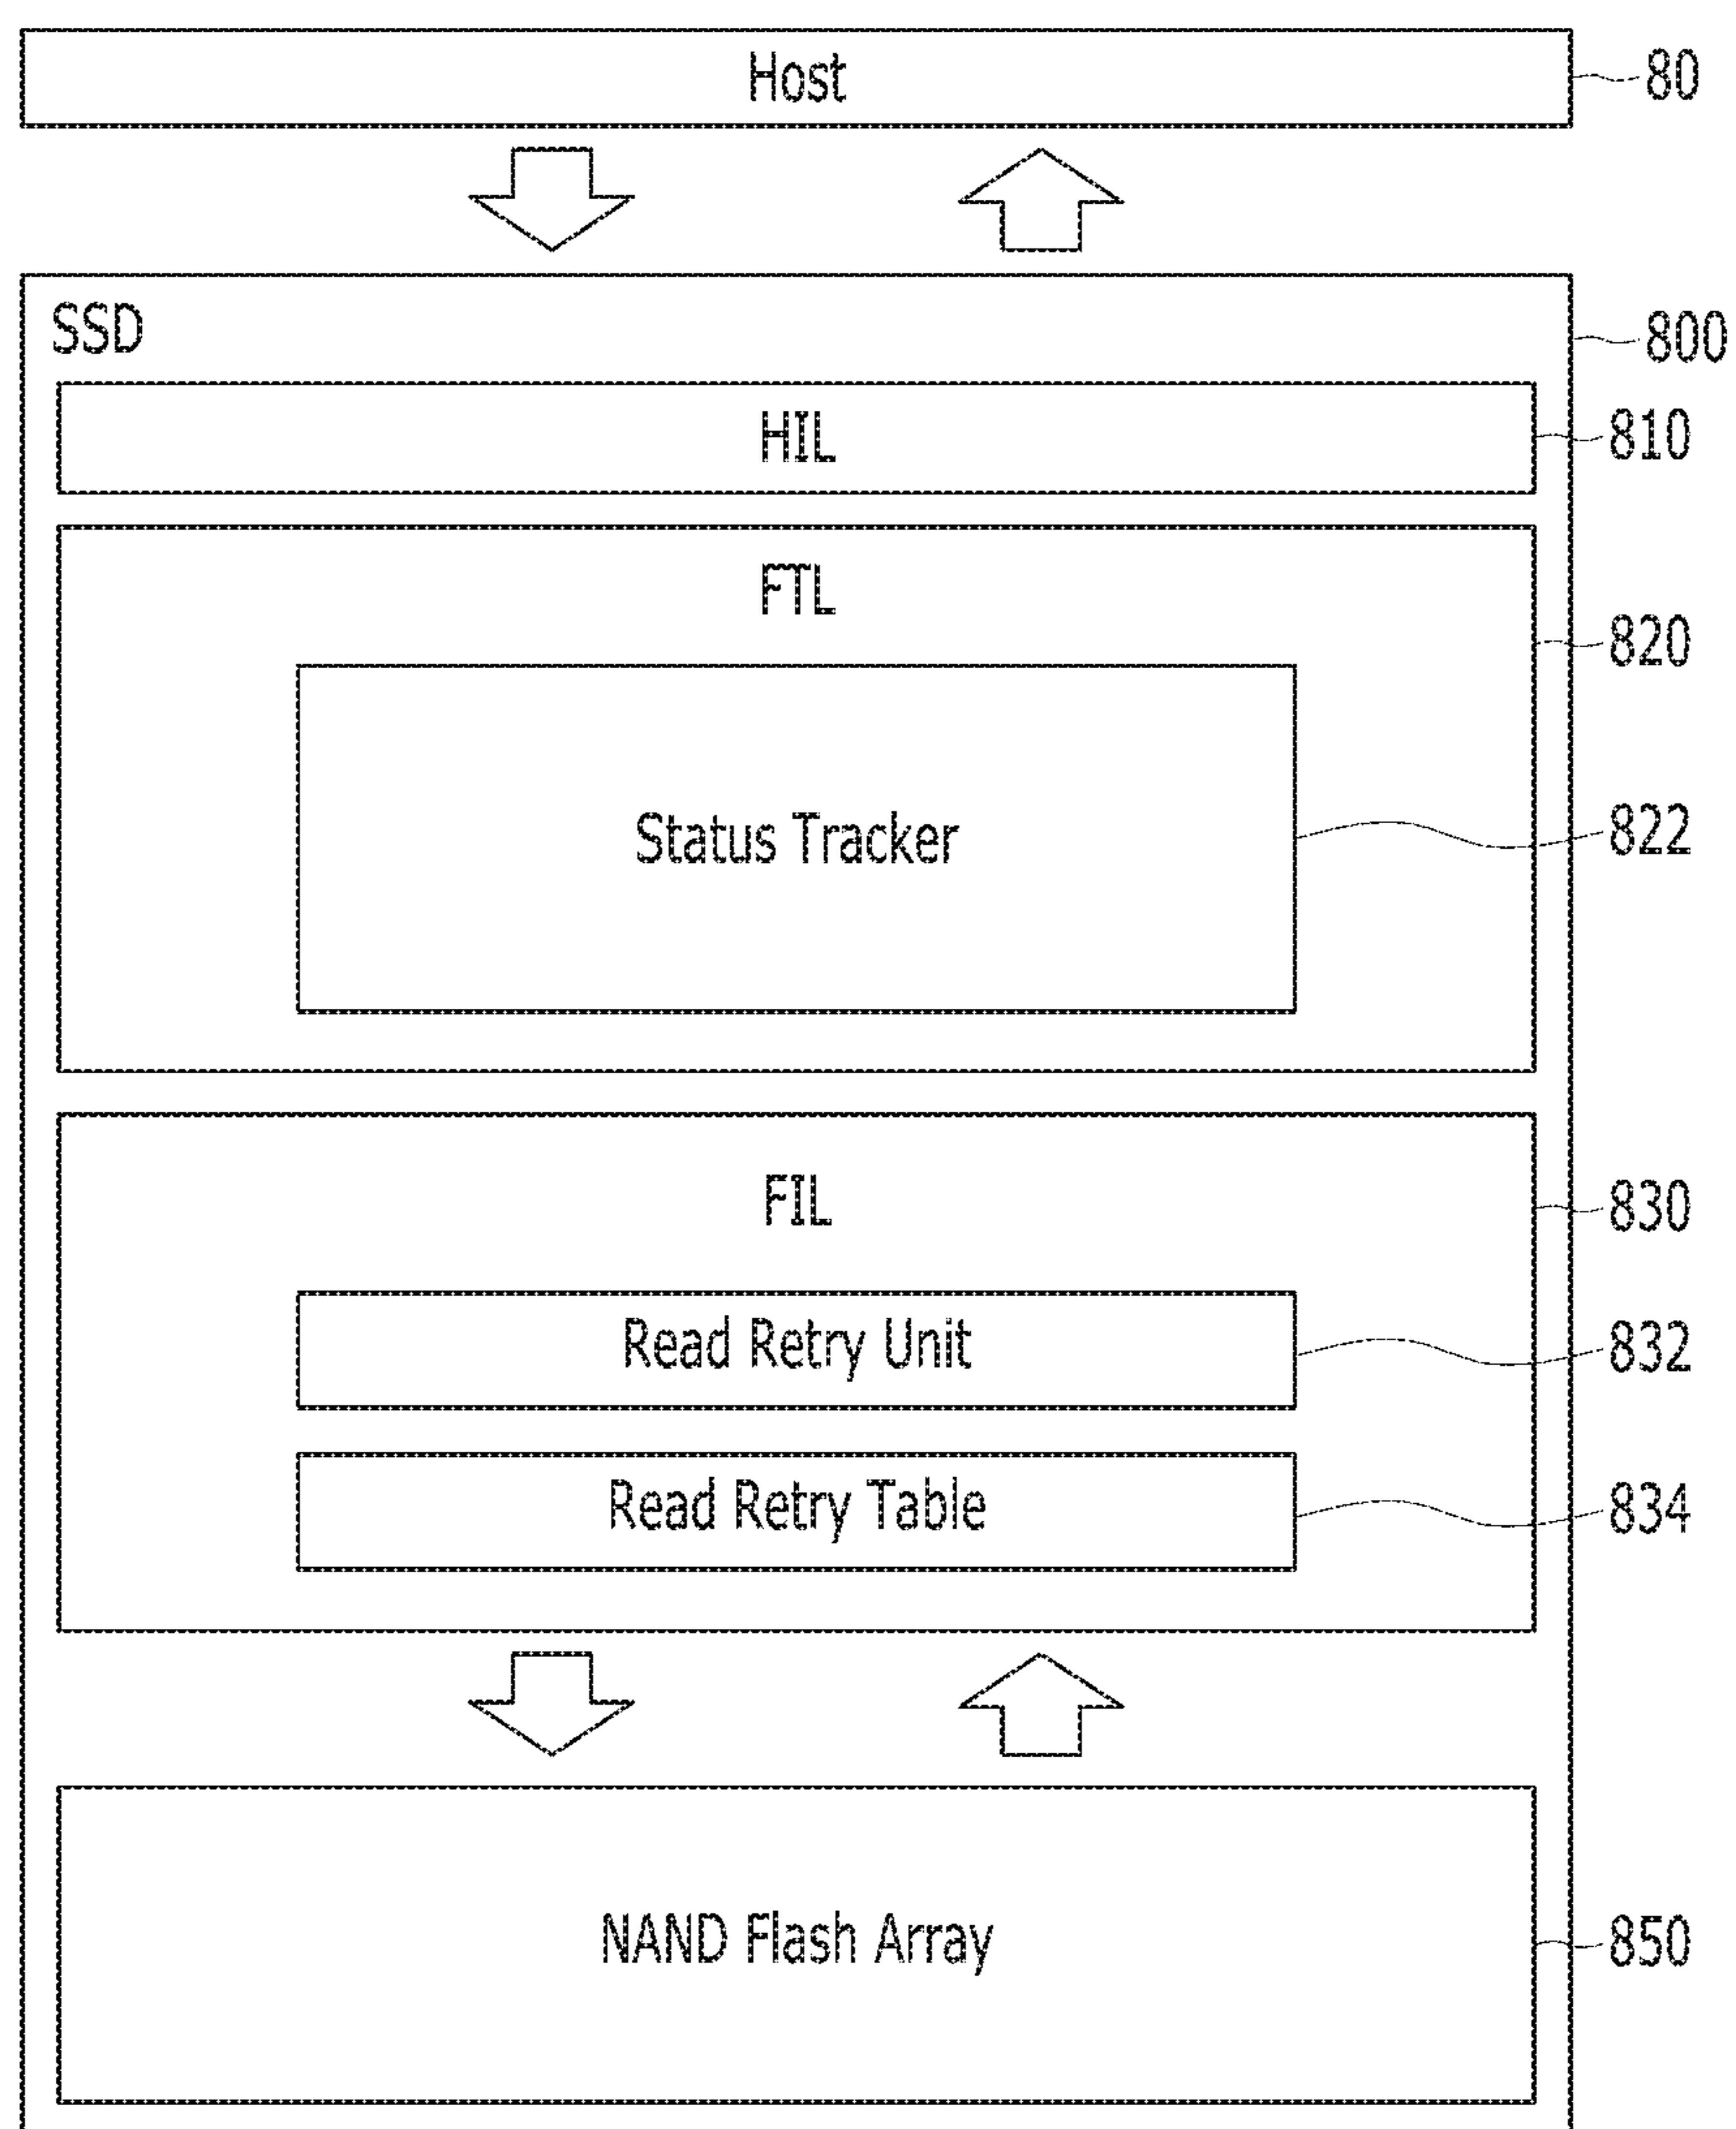 Host
80
SSD
800
HIL
810
FTL
820
Status Tracker
822
FIL
830
Read Retry Unit
832
Read Retry Table
834
NAND Flash Array
850